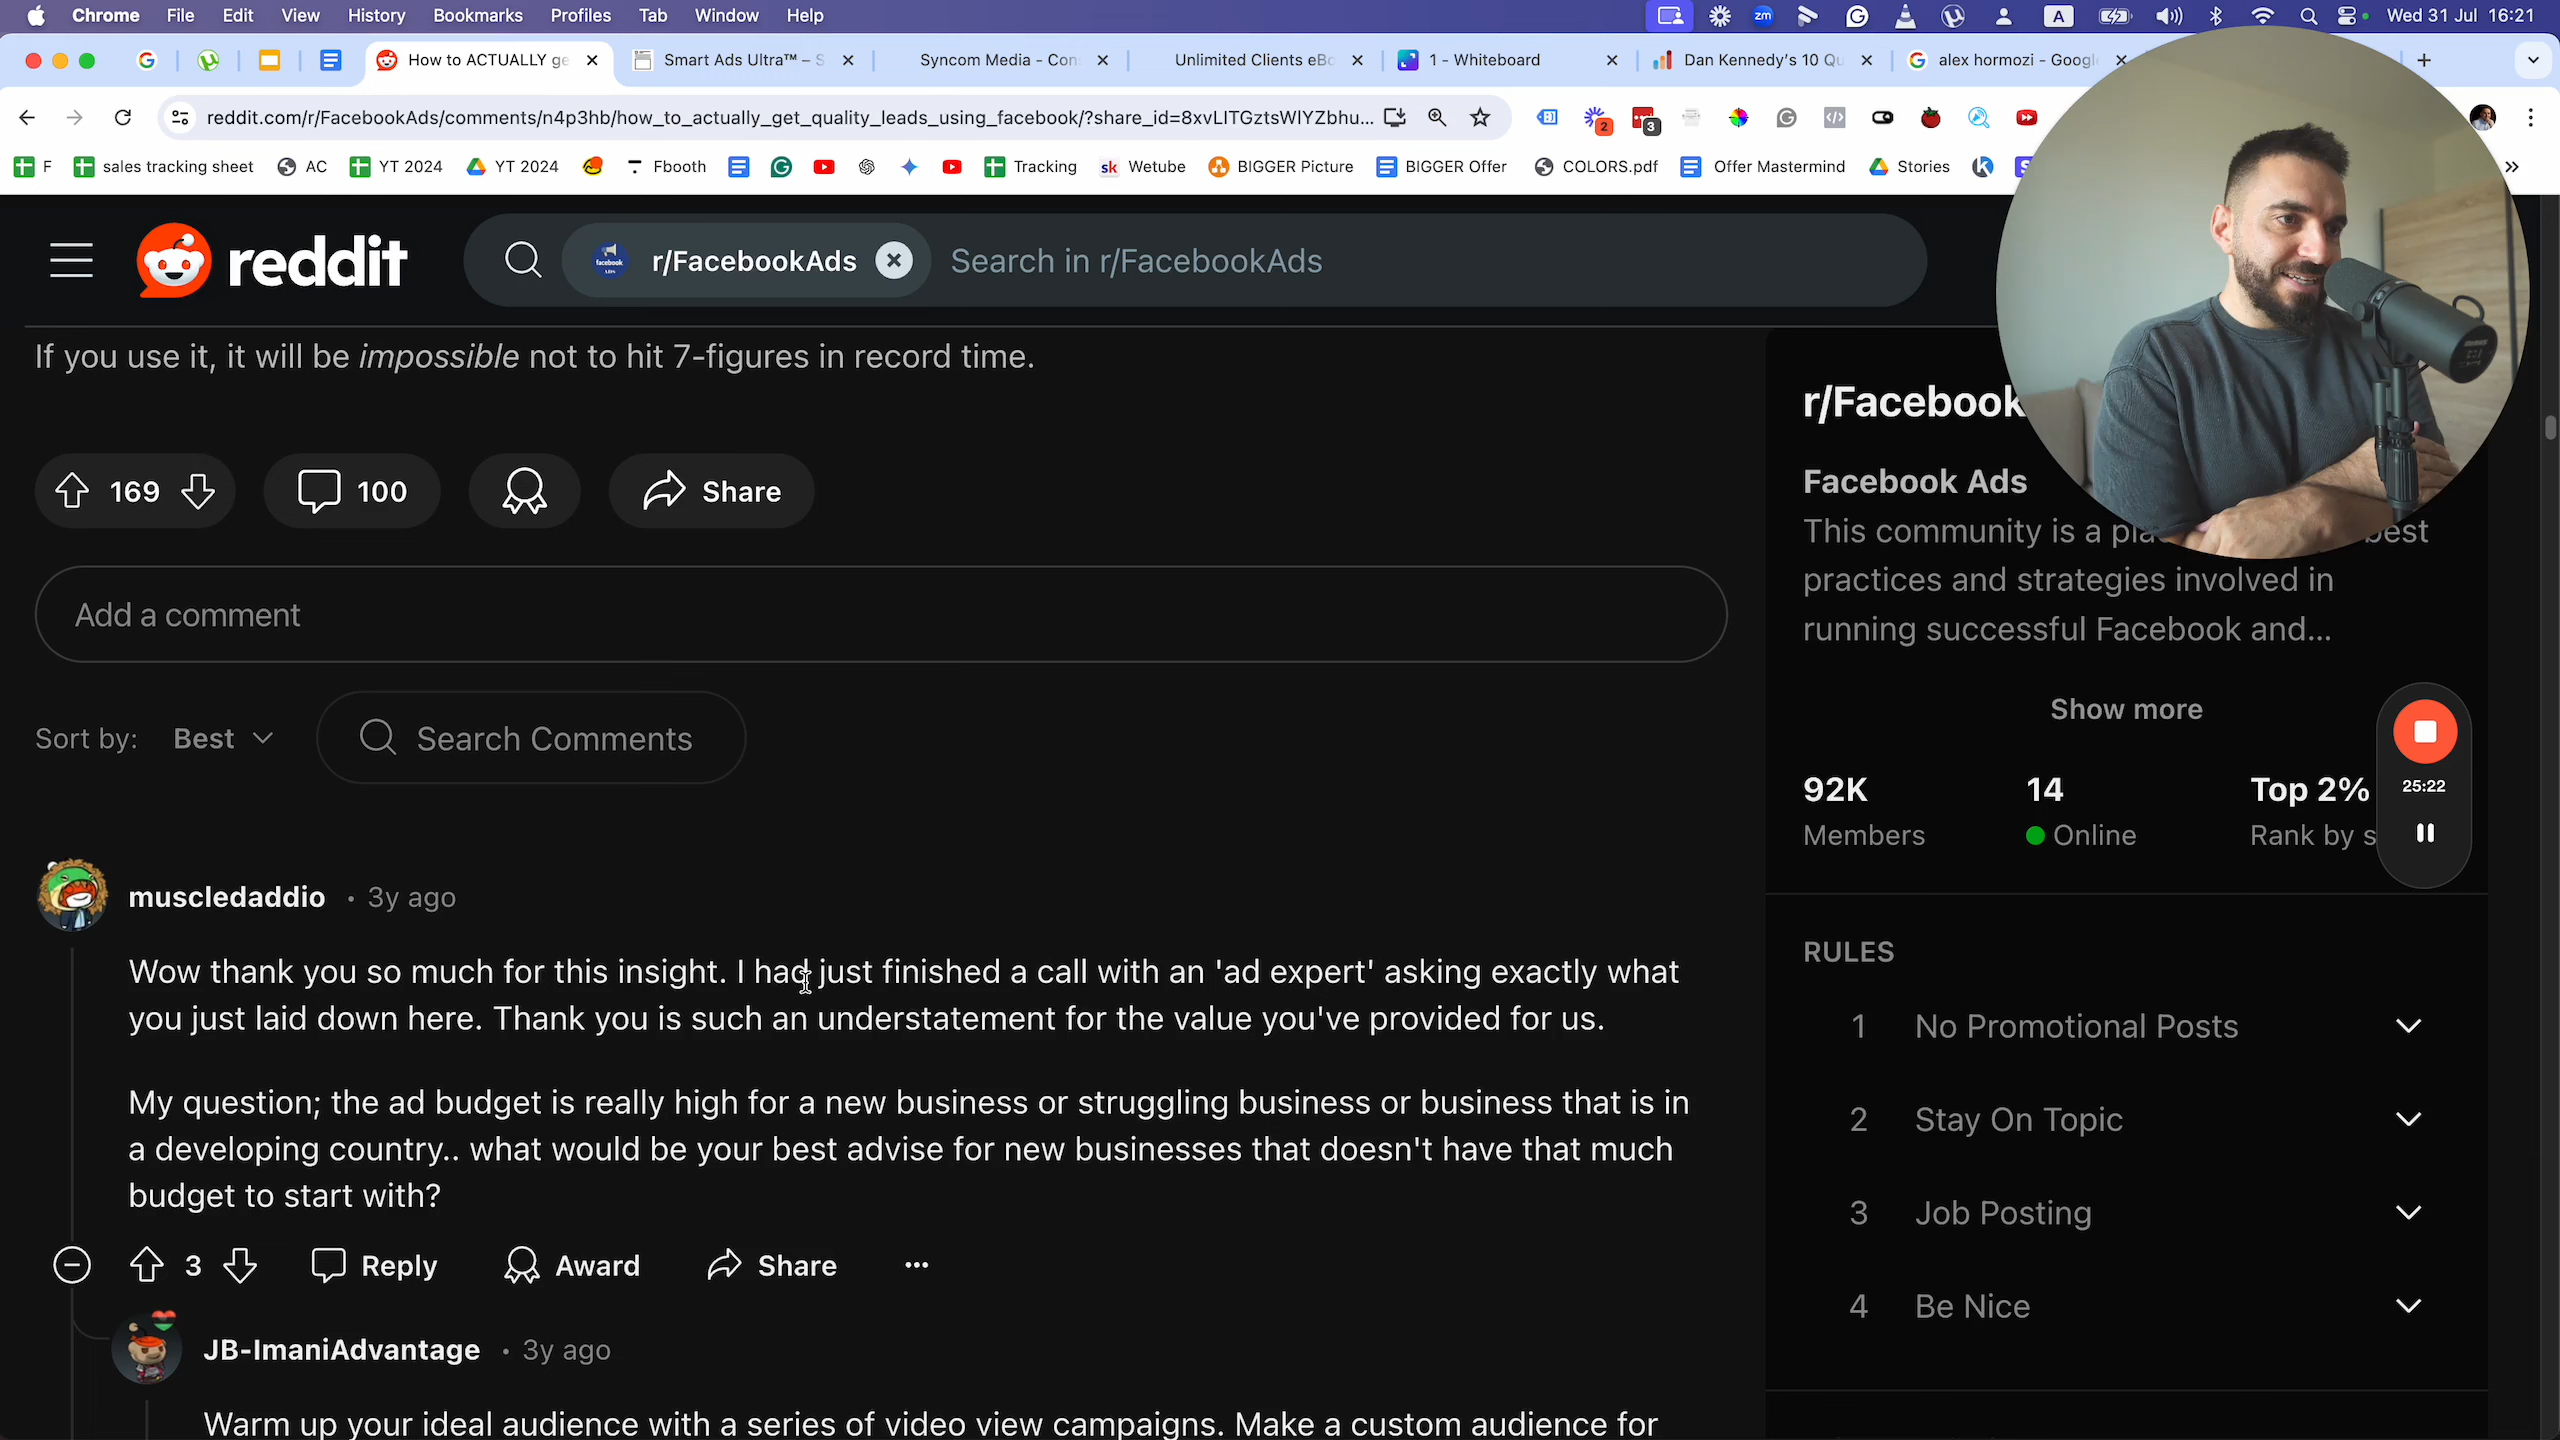 Chrome File Edit View History Bookmarks Profiles Tab Window Help
zm A Wed 31 Jul 16:21
How to ACTUALLY ge
Smart Ads Ultra™ – S
Syncom Media - Con
Unlimited Clients eBo
1 - Whiteboard
Dan Kennedy's 10 Qu
alex hormozi - Googl
reddit.com/r/FacebookAds/comments/n4p3hb/how_to_actually_get_quality_leads_using_facebook/?share_id=8xvLITGztsWlYZbhu...
2
3
F sales tracking sheet AC YT 2024 YT 2024 Fbooth Tracking sk Wetube BIGGER Picture BIGGER Offer COLORS.pdf Offer Mastermind Stories
reddit
r/FacebookAds
Search in r/FacebookAds
If you use it, it will be impossible not to hit 7-figures in record time.
169
100
Share
Add a comment
Sort by: Best
Search Comments
muscledaddio • 3y ago
Wow thank you so much for this insight. I had just finished a call with an 'ad expert' asking exactly what
you just laid down here. Thank you is such an understatement for the value you've provided for us.
My question; the ad budget is really high for a new business or struggling business or business that is in
a developing country.. what would be your best advise for new businesses that doesn't have that much
budget to start with?
3 Reply Award Share ...
JB-ImaniAdvantage • 3y ago
Warm up your ideal audience with a series of video view campaigns. Make a custom audience for
r/Facebook
Facebook Ads
This community is a pla best
practices and strategies involved in
running successful Facebook and...
Show more
92K 14 Top 2%
Members Online Rank by s
25:22
RULES
1 No Promotional Posts
2 Stay On Topic
3 Job Posting
4 Be Nice